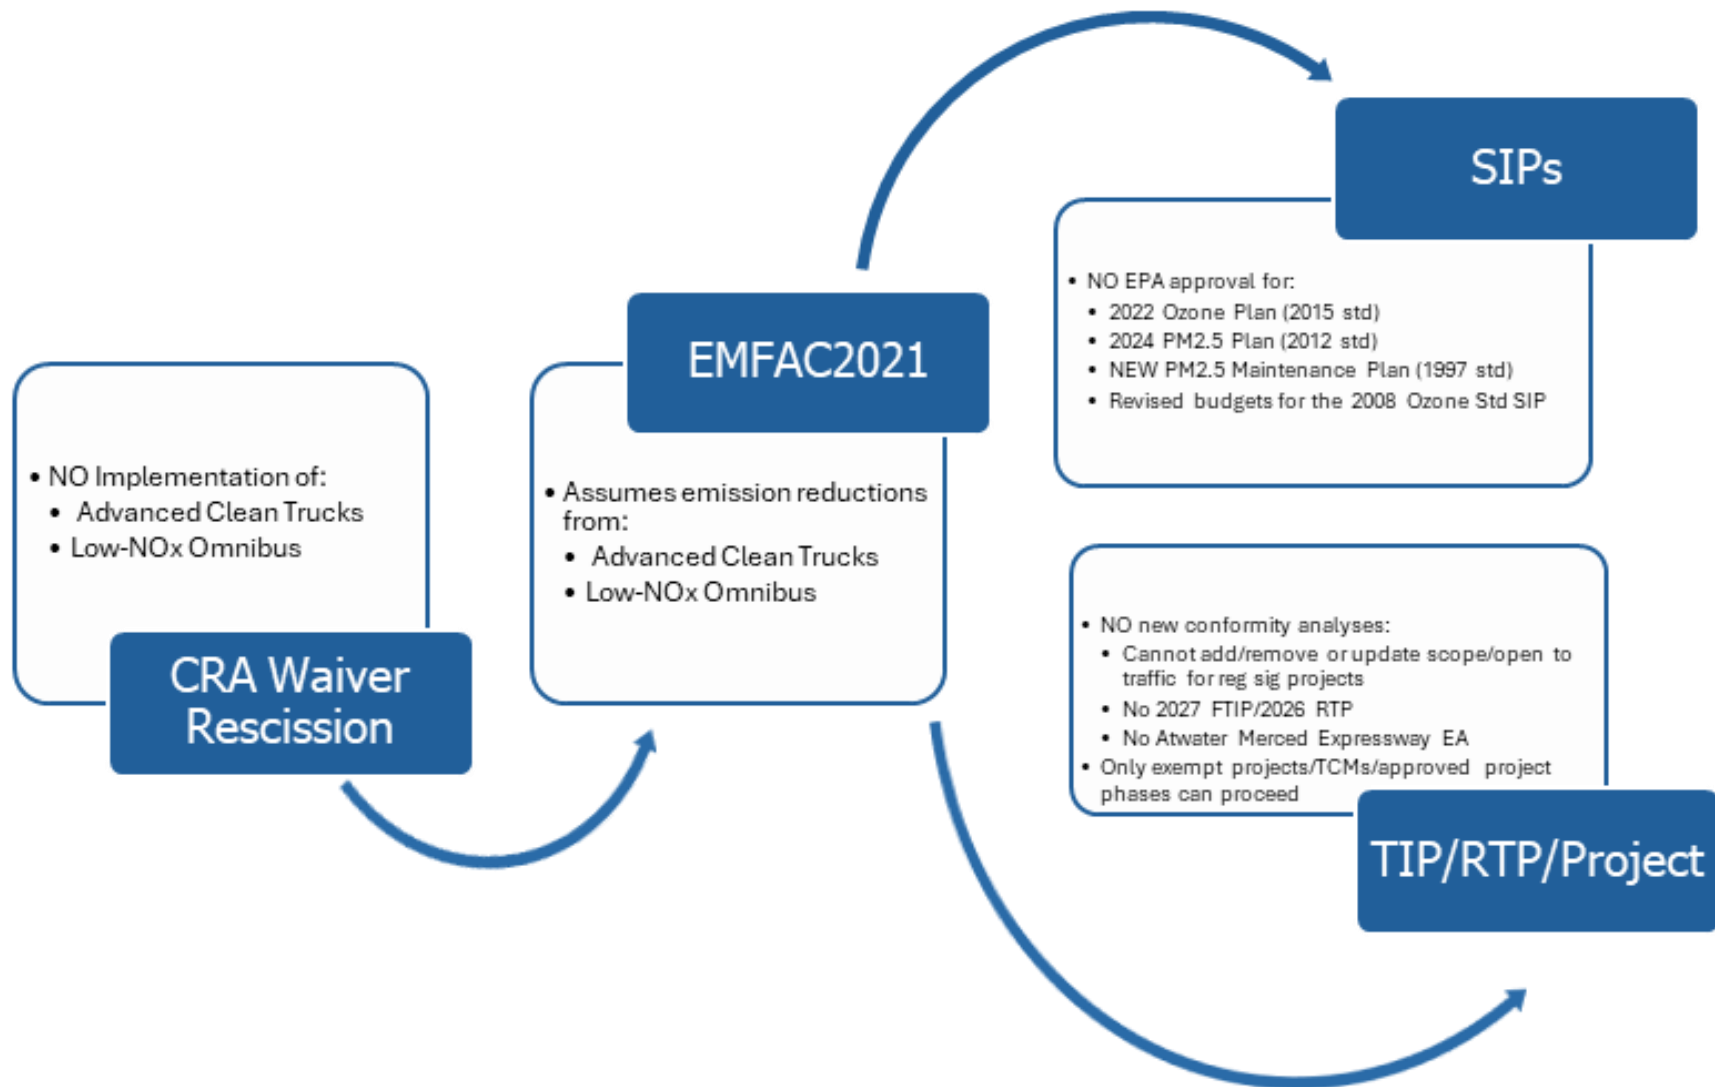 • NO Implementation of:
• Advanced Clean Trucks
• Low-NOx Omnibus
CRA Waiver
Rescission
EMFAC2021
• Assumes emission reductions
from:
• Advanced Clean Trucks
• Low-NOx Omnibus
SIPs
• NO EPA approval for:
• 2022 Ozone Plan (2015 std)
• 2024 PM2.5 Plan (2012 std)
• NEW PM2.5 Maintenance Plan (1997 std)
• Revised budgets for the 2008 Ozone Std SIP
• NO new conformity analyses:
• Cannot add/remove or update scope/open to
traffic for reg sig projects
• No 2027 FTIP/2026 RTP
• No Atwater Merced Expressway EA
• Only exempt projects/TCMs/approved project
phases can proceed
TIP/RTP/Project